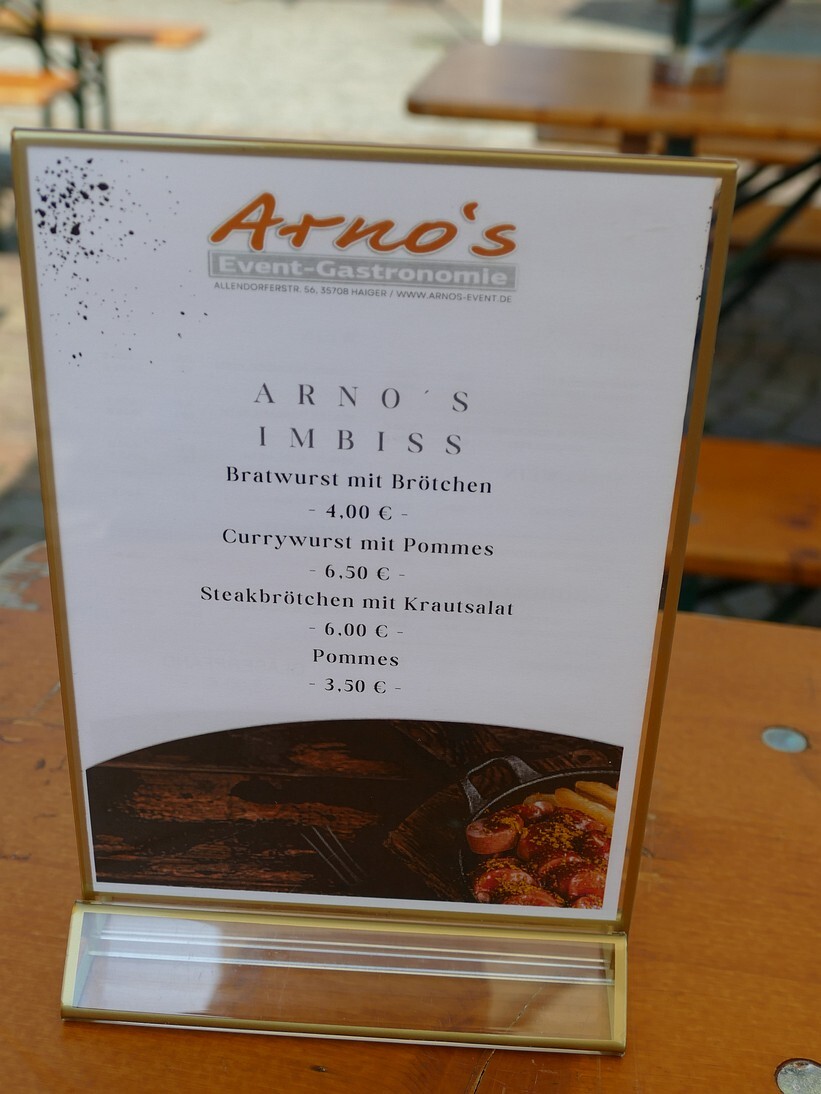 Arno's
Event-Gastronomie
ALLENDORFERSTR. 56, 35708 HAIGER / WWW.ARNOS-EVENT.DE
ARNO´S
IMBISS
Bratwurst mit Brötchen
- 4,00 € -
Currywurst mit Pommes
- 6,50 € -
Steakbrötchen mit Krautsalat
- 6,00 € -
Pommes
- 3,50 € -